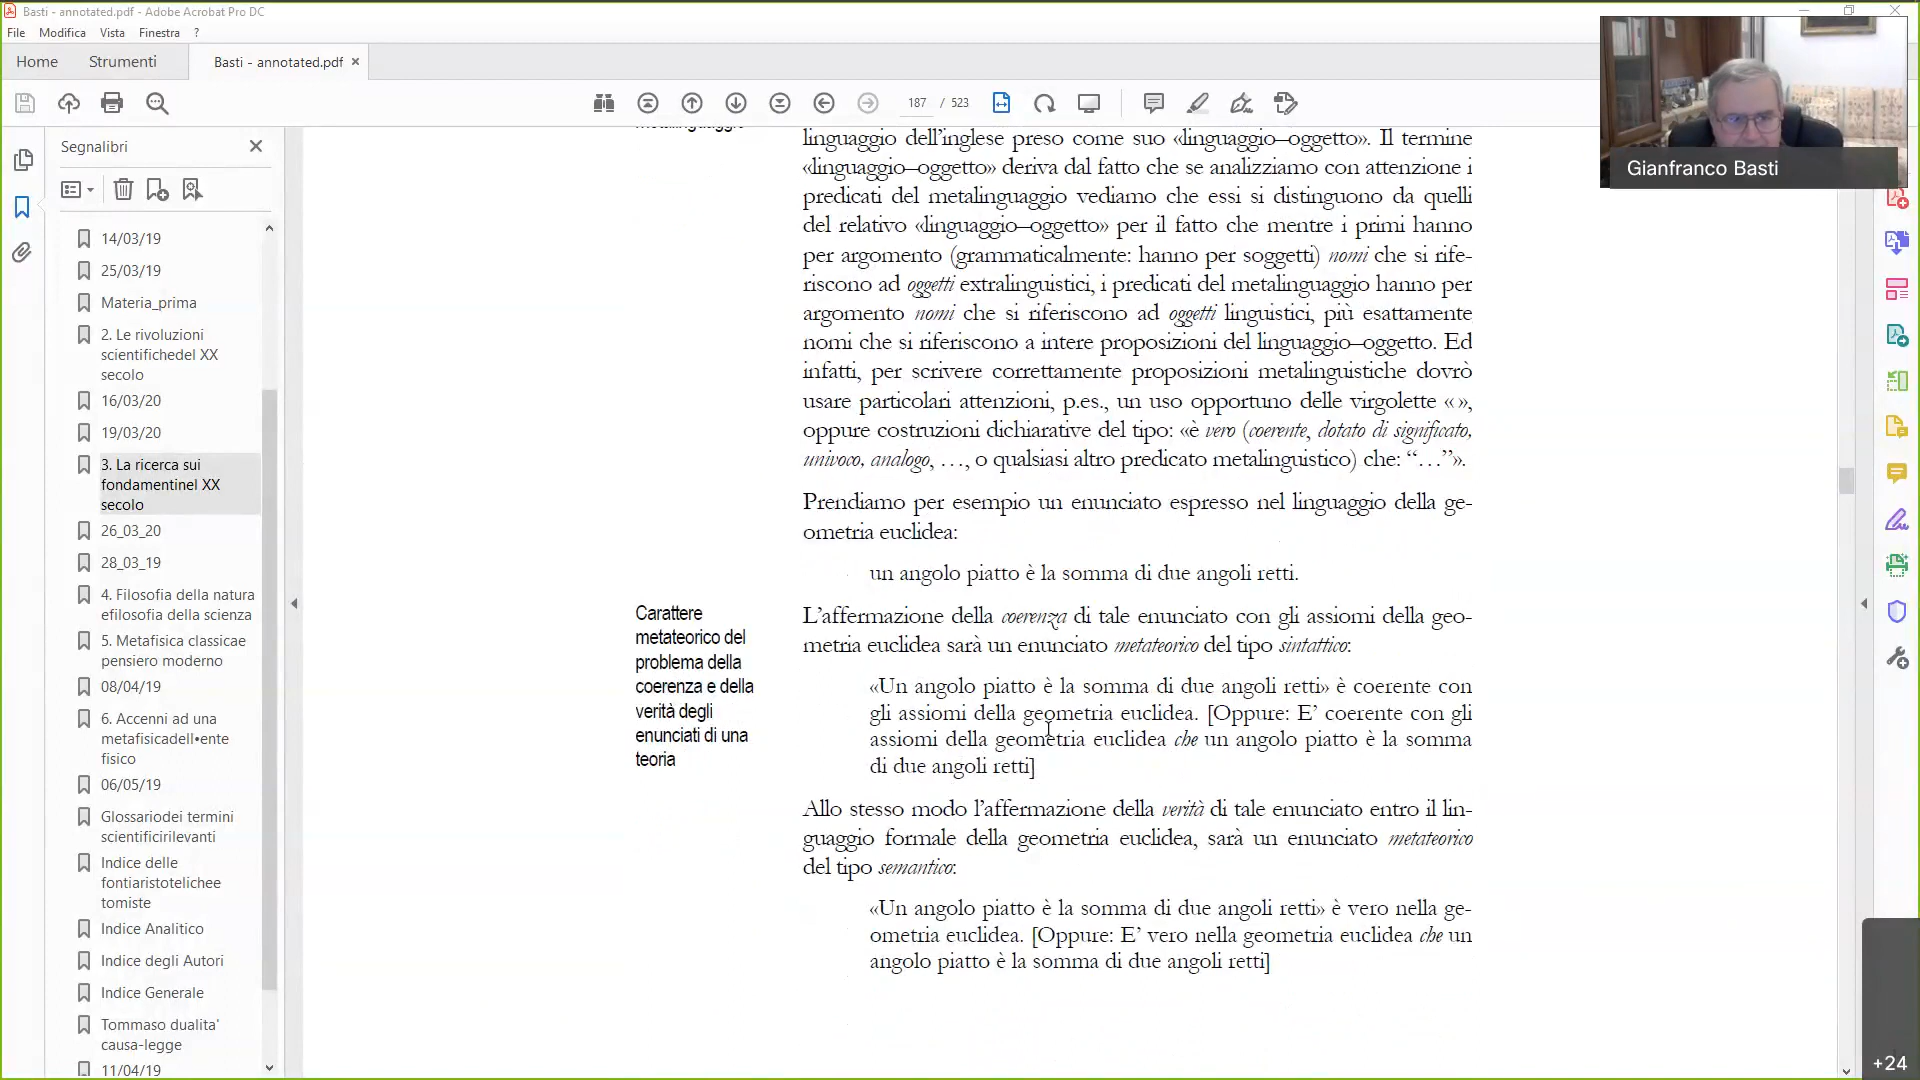 Basti - annotated.pdf - Adobe Acrobat Pro DC
File Modifica Vista Finestra ?
Home Strumenti Basti - annotated.pdf ×
187 / 523
Gianfranco Basti
Segnalibri
14/03/19
25/03/19
Materia_prima
2. Le rivoluzioni
scientifichedel XX
secolo
16/03/20
19/03/20
3. La ricerca sui
fondamentinel XX
secolo
26_03_20
28_03_19
4. Filosofia della natura
efilosofia della scienza
5. Metafisica classicae
pensiero moderno
08/04/19
6. Accenni ad una
metafisicadell•ente
fisico
06/05/19
Glossariodei termini
scientificirilevanti
Indice delle
fontiaristotelichee
tomiste
Indice Analitico
Indice degli Autori
Indice Generale
Tommaso dualita'
causa-legge
11/04/19
linguaggio dell'inglese preso come suo «linguaggio–oggetto». Il termine
«linguaggio–oggetto» deriva dal fatto che se analizziamo con attenzione i
predicati del metalinguaggio vediamo che essi si distinguono da quelli
del relativo «linguaggio–oggetto» per il fatto che mentre i primi hanno
per argomento (grammaticalmente: hanno per soggetti) nomi che si rife-
riscono ad oggetti extralinguistici, i predicati del metalinguaggio hanno per
argomento nomi che si riferiscono ad oggetti linguistici, più esattamente
nomi che si riferiscono a intere proposizioni del linguaggio–oggetto. Ed
infatti, per scrivere correttamente proposizioni metalinguistiche dovrò
usare particolari attenzioni, p.es., un uso opportuno delle virgolette « »,
oppure costruzioni dichiarative del tipo: «è vero (coerente, dotato di significato,
univoco, analogo, …, o qualsiasi altro predicato metalinguistico) che: “…”».
Prendiamo per esempio un enunciato espresso nel linguaggio della ge-
ometria euclidea:
un angolo piatto è la somma di due angoli retti.
Carattere
metateorico del
problema della
coerenza e della
verità degli
enunciati di una
teoria
L'affermazione della coerenza di tale enunciato con gli assiomi della geo-
metria euclidea sarà un enunciato metateorico del tipo sintattico:
«Un angolo piatto è la somma di due angoli retti» è coerente con
gli assiomi della geometria euclidea. [Oppure: E' coerente con gli
assiomi della geometria euclidea che un angolo piatto è la somma
di due angoli retti]
Allo stesso modo l'affermazione della verità di tale enunciato entro il lin-
guaggio formale della geometria euclidea, sarà un enunciato metateorico
del tipo semantico:
«Un angolo piatto è la somma di due angoli retti» è vero nella ge-
ometria euclidea. [Oppure: E' vero nella geometria euclidea che un
angolo piatto è la somma di due angoli retti]
+24